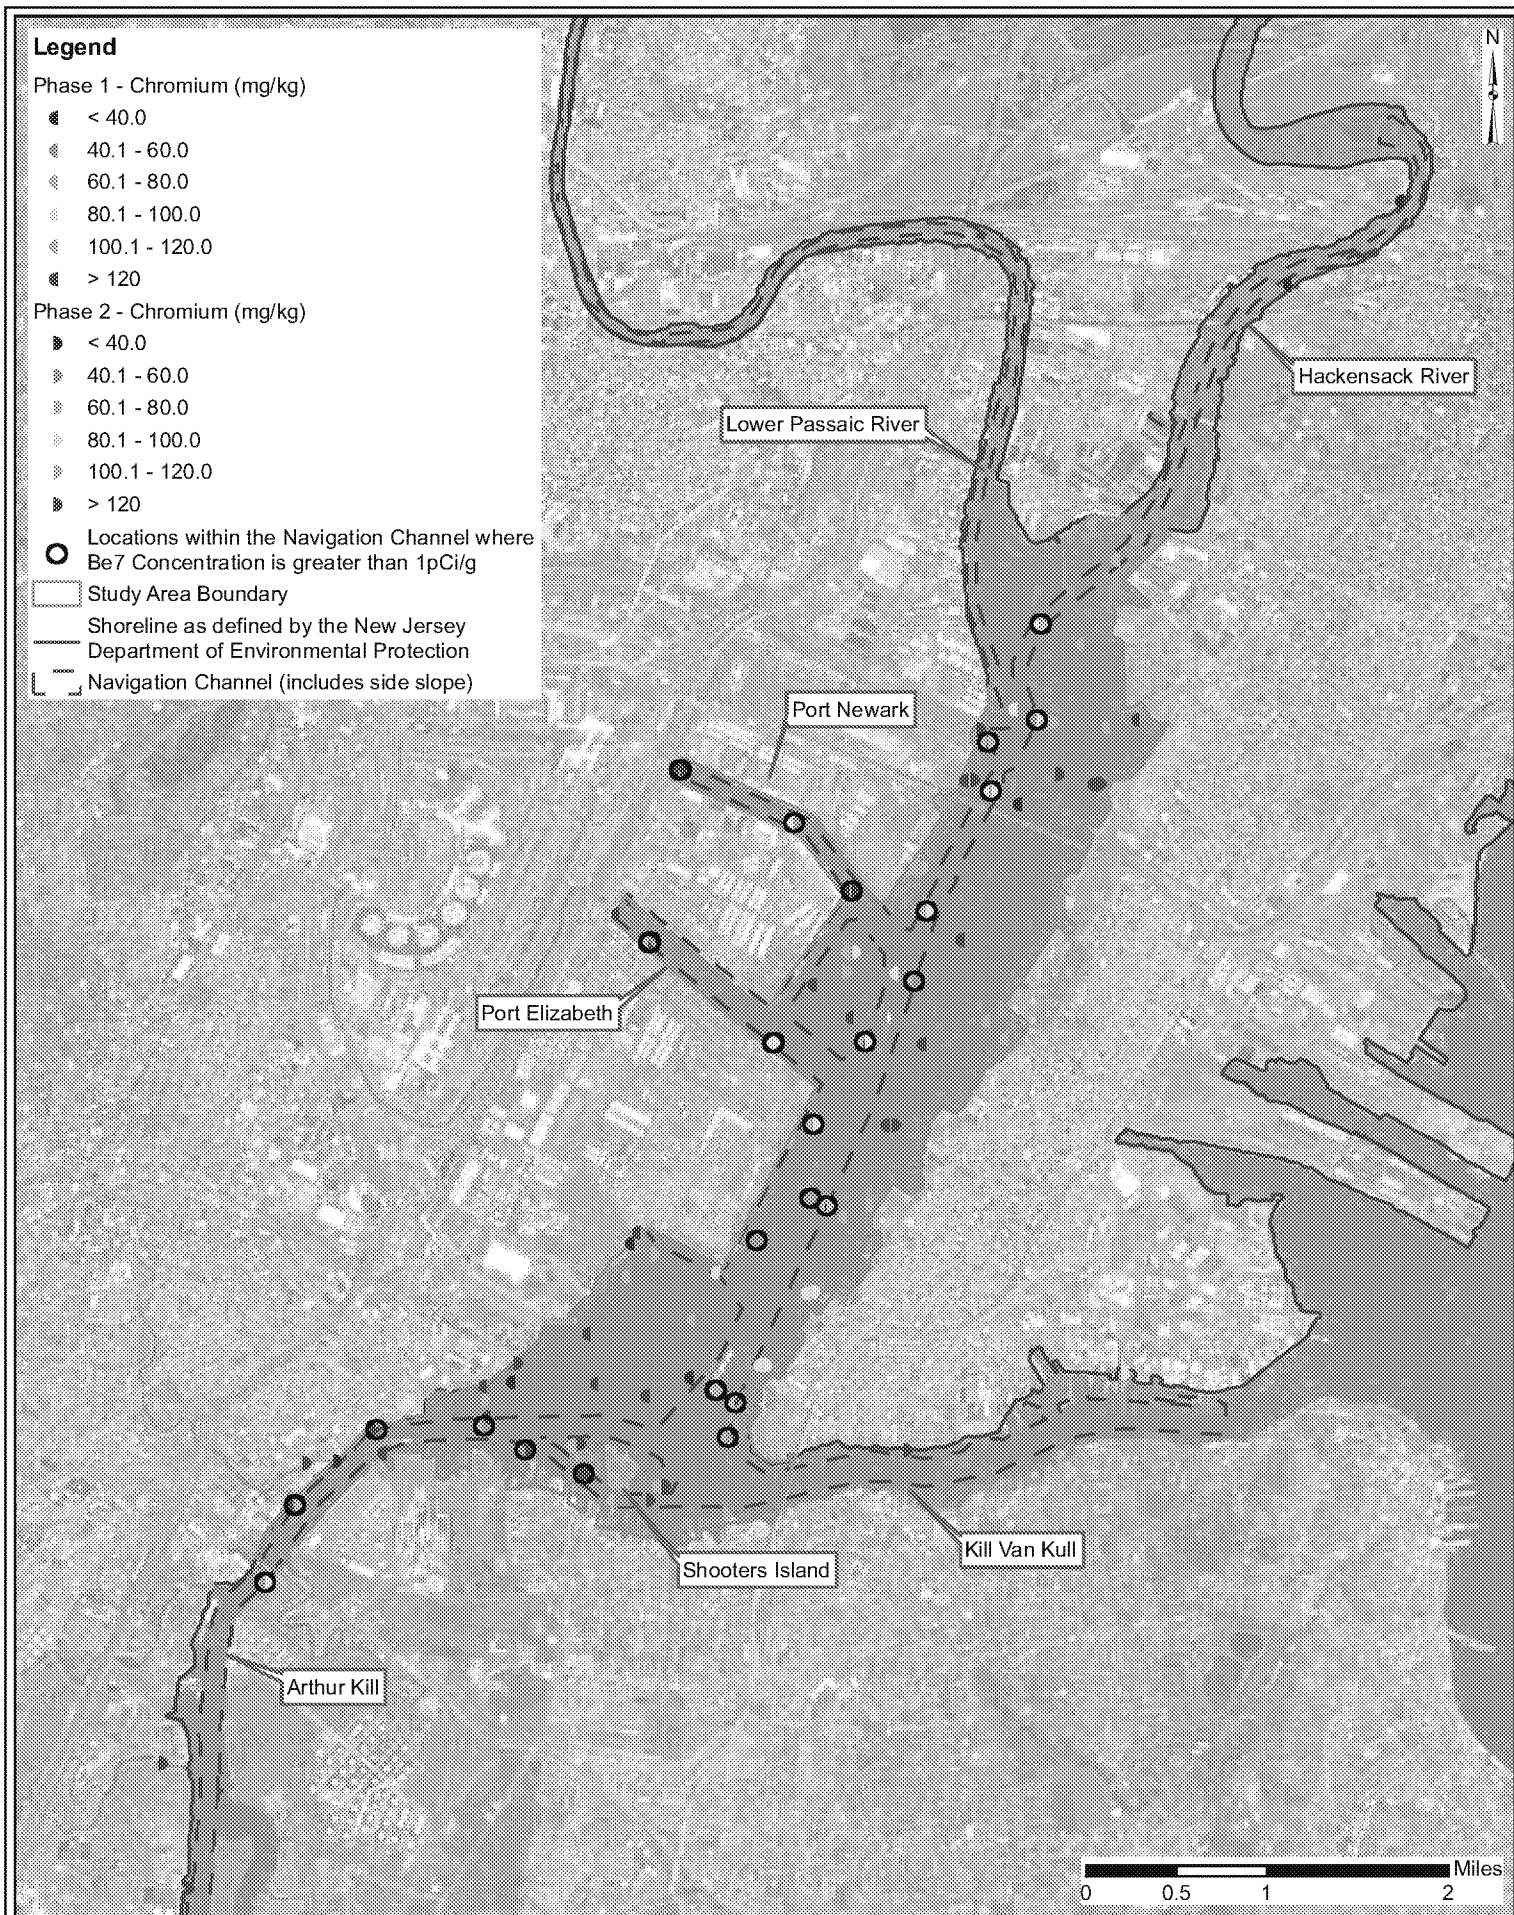 Legend
Phase 1 - Chromium (mg/kg)
< 40.0
40.1 - 60.0
60.1 - 80.0
80.1 - 100.0
100.1 - 120.0
> 120
Phase 2 - Chromium (mg/kg)
< 40.0
40.1 - 60.0
60.1 - 80.0
80.1 - 100.0
100.1 - 120.0
> 120
Locations within the Navigation Channel where
Be7 Concentration is greater than 1pCi/g
Study Area Boundary
Shoreline as defined by the New Jersey
Department of Environmental Protection
Navigation Channel (includes side slope)
N
Hackensack River
Lower Passaic River
Port Newark
Port Elizabeth
Kill Van Kull
Shooters Island
Arthur Kill
Miles
0 0.5 1 2